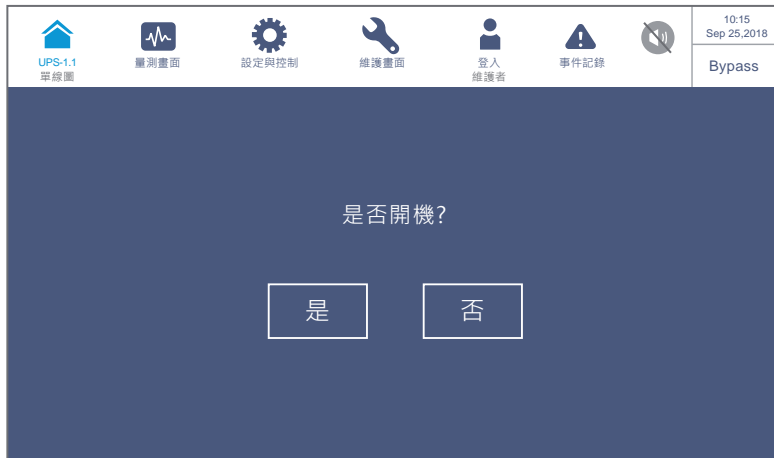 UPS-1.1
單線圖
量測畫面
設定與控制
維護畫面
登入
維護者
事件記錄
10:15
Sep 25,2018
Bypass
是否開機?
是
否